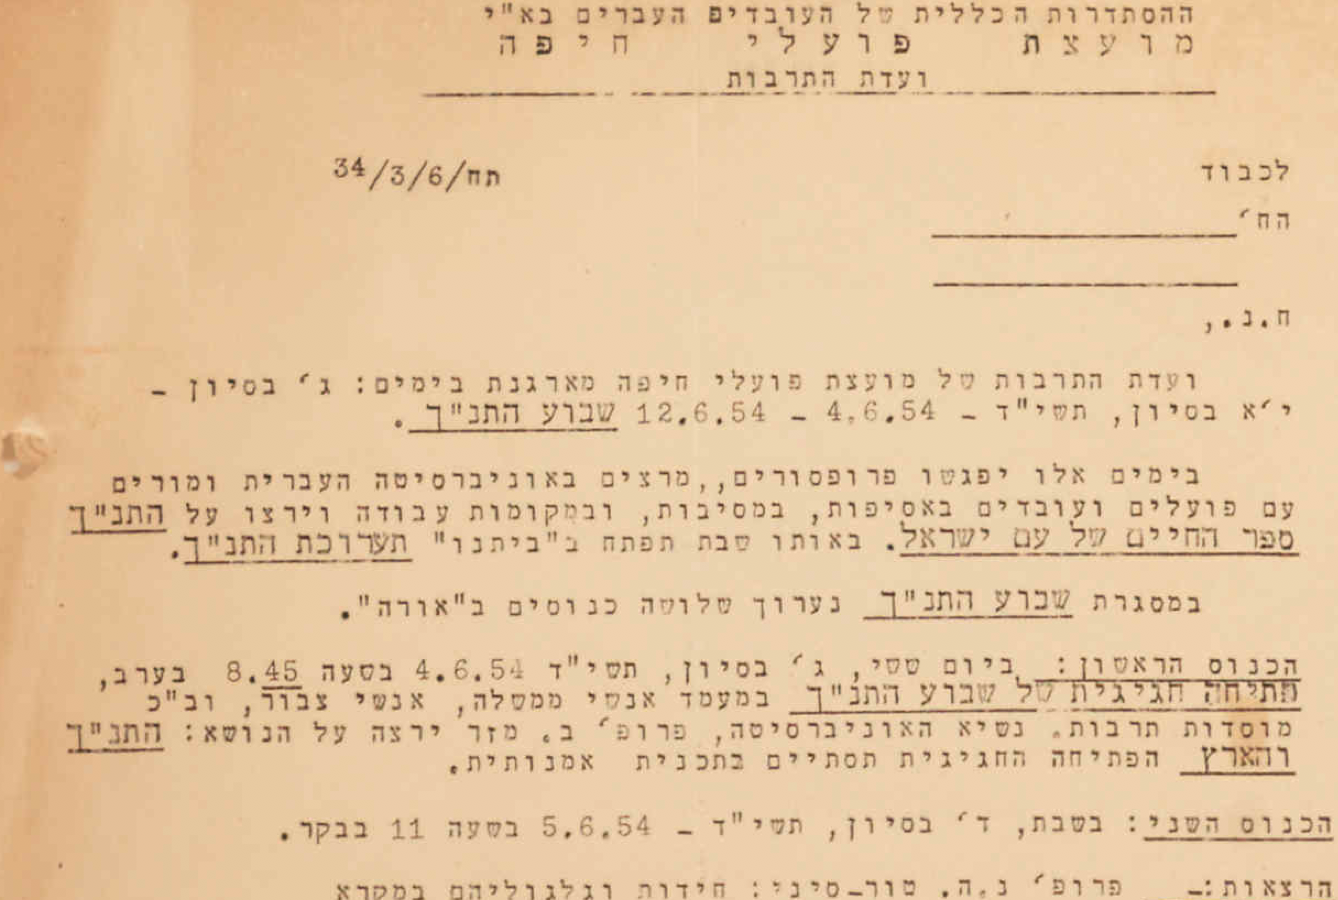 ההסתדרות הכללית של העובדים העברים בא"י
מועצת פועלי חיפה
ועדת התרבות
תח/34/3/6
לכבוד
הח'
ח.נ.,
ועדת התרבות של מועצת פועלי חיפה מארגנת בימים: ג' בסיון -
י'א בסיון, תשי"ד - 4.6.54 - 12.6.54 שבוע התנ"ך.
בימים אלו יפגשו פרופסורים,,מרצים באוניברסיטה העברית ומורים
עם פועלים ועובדים באסיפות, במסיבות, ובמקומות עבודה וירצו על התנ"ך
ספר החיים של עם ישראל. באותו שבת תפתח ב"ביתנו" תערוכת התנ"ך.
במסגרת שבוע התנ"ך נערוך שלושה כנוסים ב"אורה".
הכנוס הראשון: ביום ששי, ג' בסיון, תשי"ד 4.6.54 בשעה 8.45 בערב,
פתיחה חגיגית של שבוע התנ"ך במעמד אנשי ממשלה, אנשי צבור, וב"כ
מוסדות תרבות. נשיא האוניברסיטה, פרופ' ב. מזר ירצה על הנושא: התנ"ך
והארץ הפתיחה החגיגית תסתיים בתכנית אמנותית.
הכנוס השני: בשבת, ד' בסיון, תשי"ד - 5.6.54 בשעה 11 בבקר.
הרצאות:- פרופ' נ.ה. טור-סיני: חידות וגלגוליהם במקרא